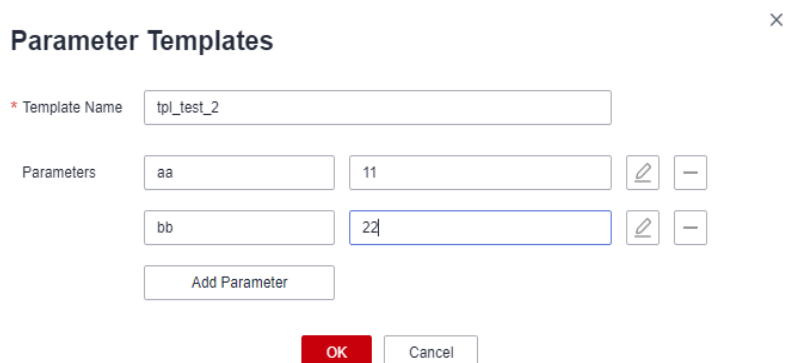 Parameter Templates
* Template Name tpl_test_2
Parameters aa 11
bb 22
Add Parameter
OK Cancel